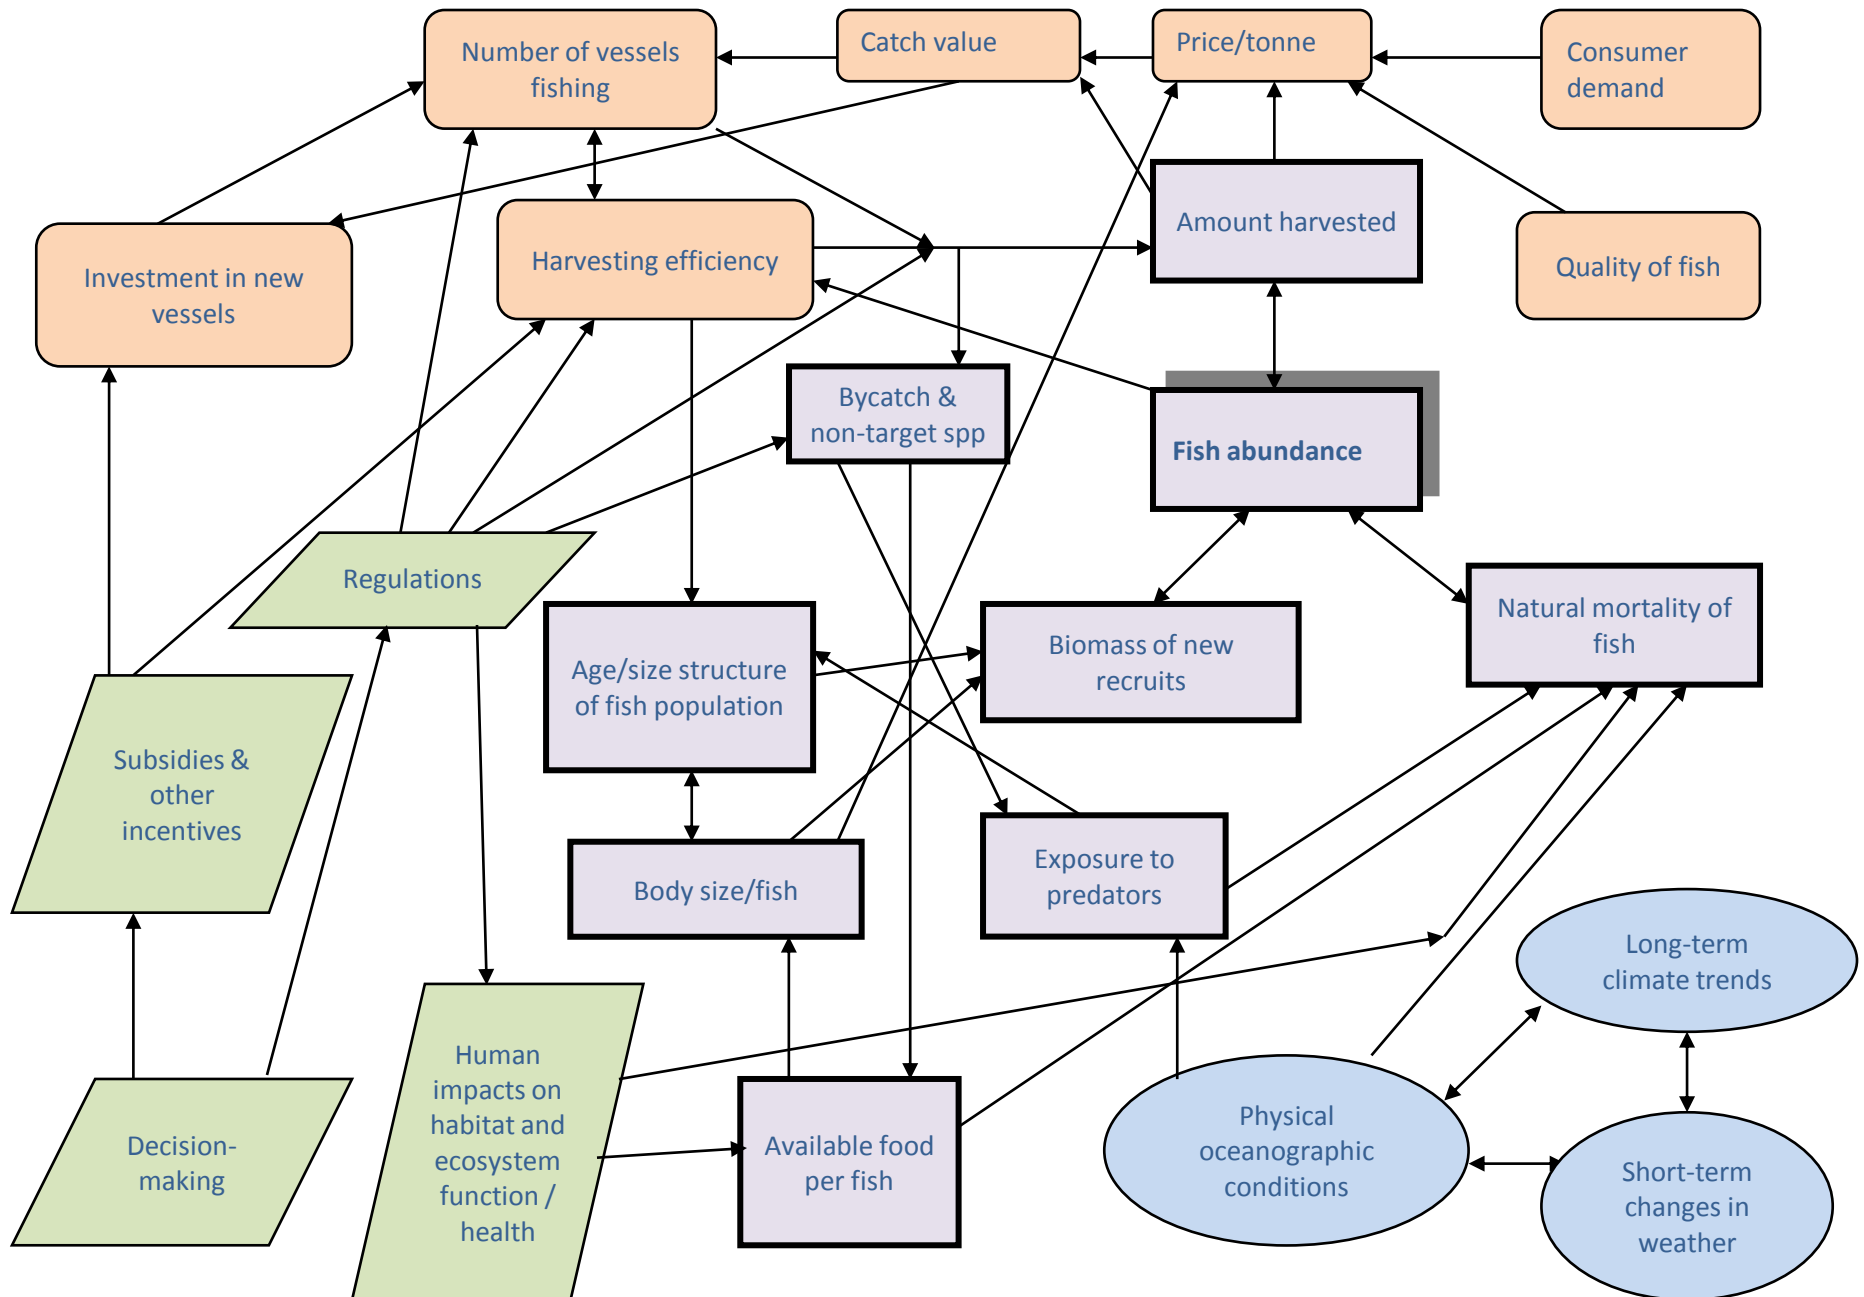 Number of vessels
fishing
Catch value
Price/tonne
Consumer
demand
Investment in new
vessels
Harvesting efficiency
Amount harvested
Quality of fish
Bycatch &
non-target spp
Fish abundance
Regulations
Age/size structure
of fish population
Biomass of new
recruits
Natural mortality of
fish
Subsidies &
other
incentives
Body size/fish
Exposure to
predators
Long-term
climate trends
Decision-
making
Human
impacts on
habitat and
ecosystem
function /
health
Available food
per fish
Physical
oceanographic
conditions
Short-term
changes in
weather